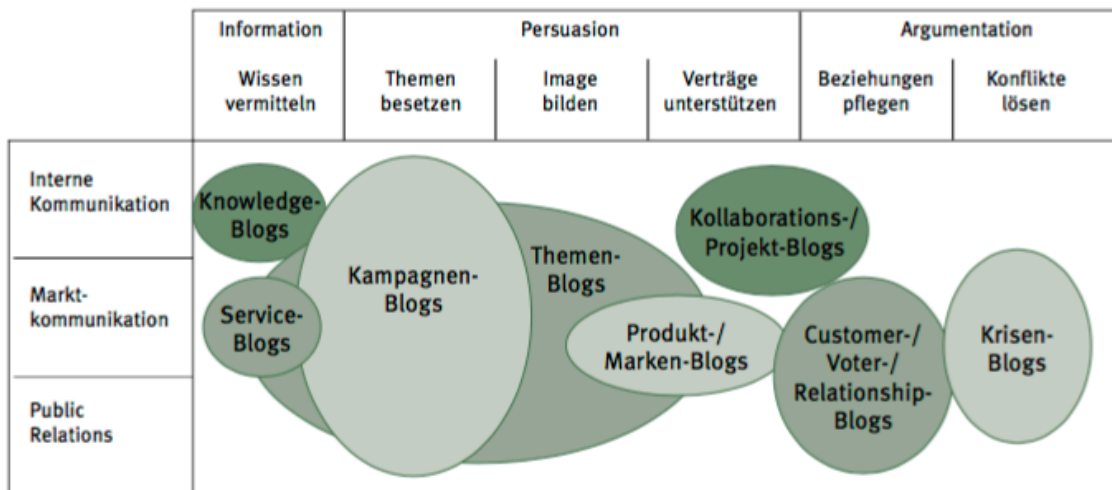 Information
Persuasion
Argumentation
Wissen
vermitteln
Themen
besetzen
Image
bilden
Verträge
unterstützen
Beziehungen
pflegen
Konflikte
lösen
Interne
Kommunikation
Markt-
kommunikation
Public
Relations
Knowledge-
Blogs
Service-
Blogs
Kampagnen-
Blogs
Themen-
Blogs
Produkt-/
Marken-Blogs
Kollaborations-/
Projekt-Blogs
Customer-/
Voter-/
Relationship-
Blogs
Krisen-
Blogs